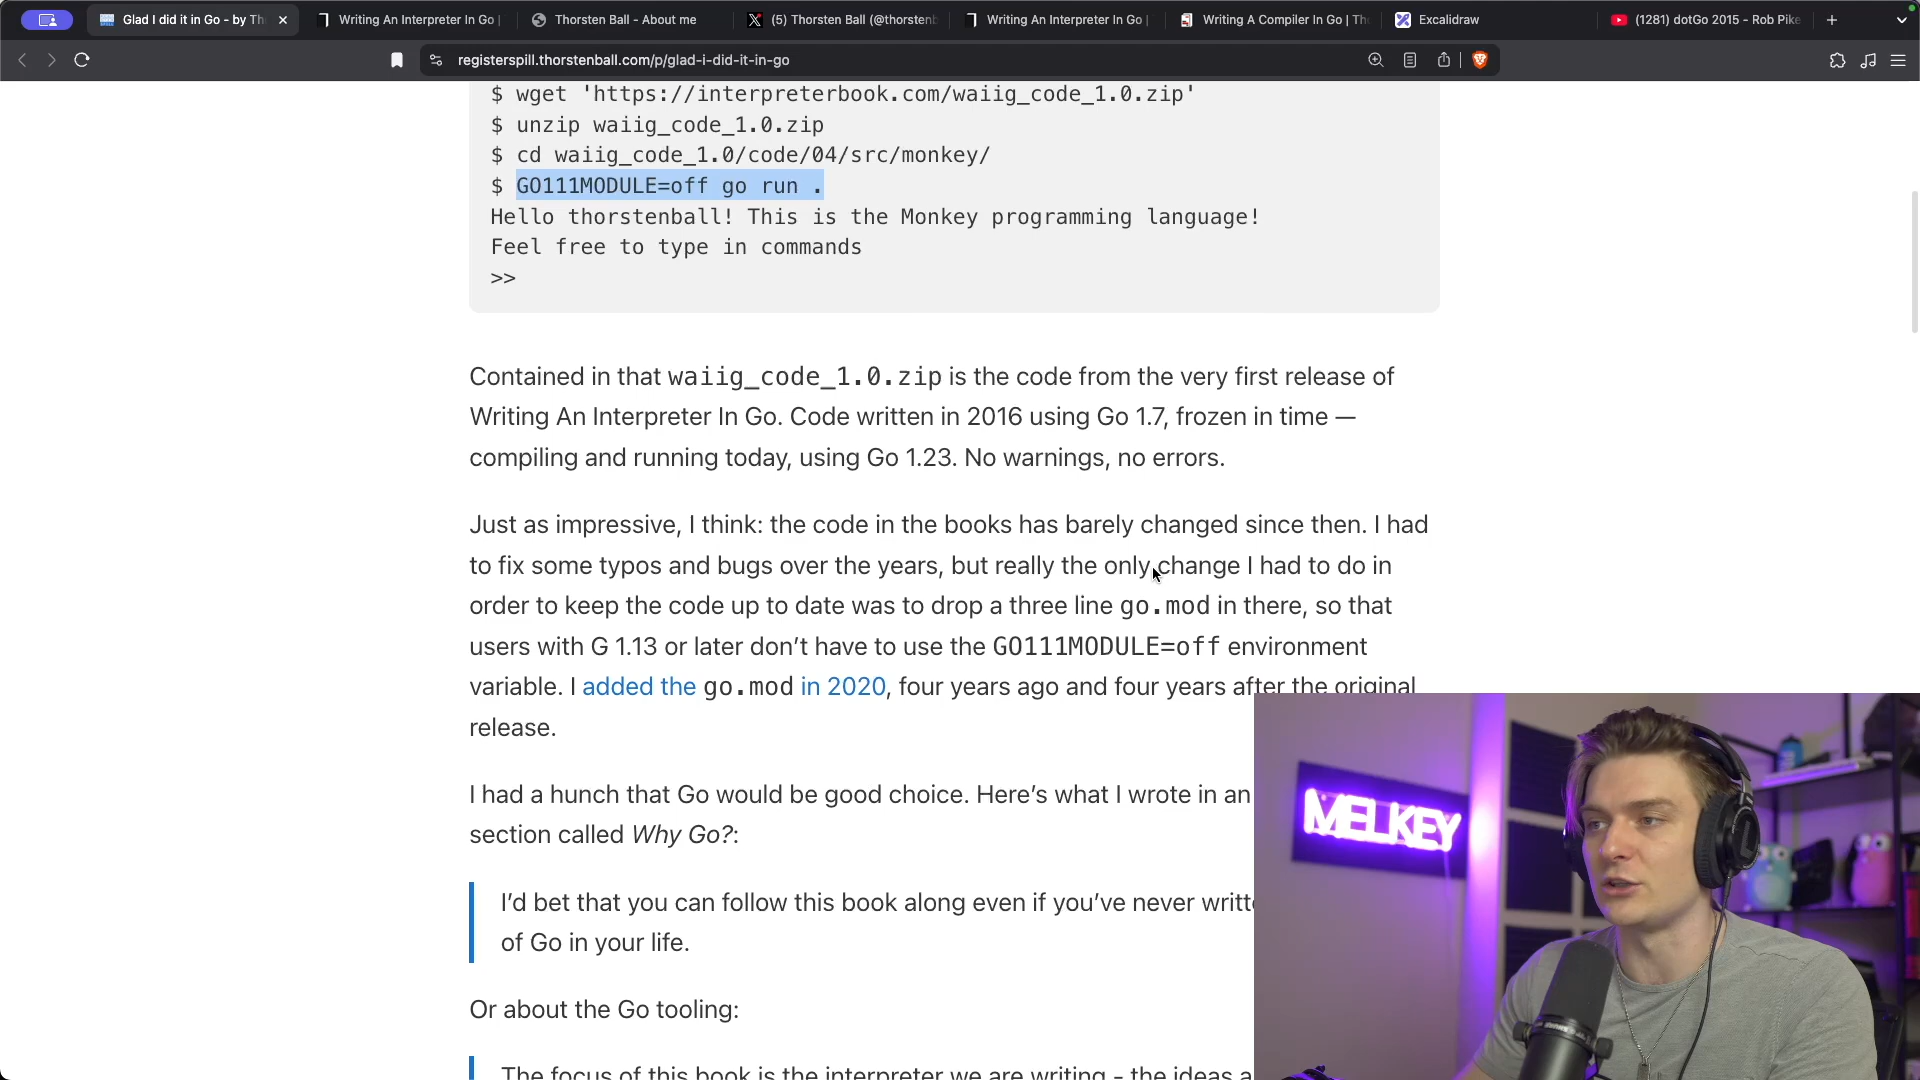 Glad I did it in Go - by Th
Writing An Interpreter In Go |
Thorsten Ball - About me
(5) Thorsten Ball (@thorstenb
Writing An Interpreter In Go |
Writing A Compiler In Go | Tho
Excalidraw
(1281) dotGo 2015 - Rob Pike
registerspill.thorstenball.com/p/glad-i-did-it-in-go
$ wget 'https://interpreterbook.com/waiig_code_1.0.zip'
$ unzip waiig_code_1.0.zip
$ cd waiig_code_1.0/code/04/src/monkey/
$ GO111MODULE=off go run .
Hello thorstenball! This is the Monkey programming language!
Feel free to type in commands
>>
Contained in that waiig_code_1.0.zip is the code from the very first release of
Writing An Interpreter In Go. Code written in 2016 using Go 1.7, frozen in time —
compiling and running today, using Go 1.23. No warnings, no errors.
Just as impressive, I think: the code in the books has barely changed since then. I had
to fix some typos and bugs over the years, but really the only change I had to do in
order to keep the code up to date was to drop a three line go.mod in there, so that
users with G 1.13 or later don’t have to use the GO111MODULE=off environment
variable. I added the go.mod in 2020, four years ago and four years after the original
release.
I had a hunch that Go would be good choice. Here’s what I wrote in an
section called Why Go?:
I’d bet that you can follow this book along even if you’ve never writt
of Go in your life.
Or about the Go tooling:
The focus of this book is the interpreter we are writing - the ideas a
MELKEY